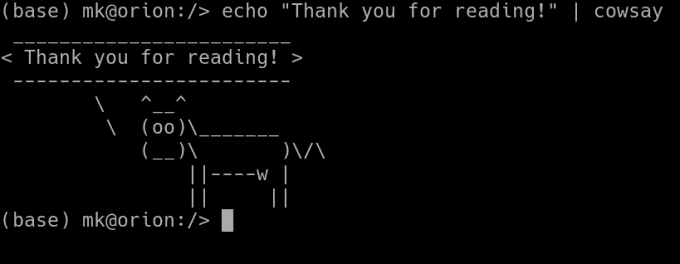 (base) mk@orion:/> echo "Thank you for reading!" | cowsay
 ________________________
< Thank you for reading! >
 ------------------------
        \   ^__^
         \  (oo)\_______
            (__)\       )\/\
                ||----w |
                ||     ||
(base) mk@orion:/>